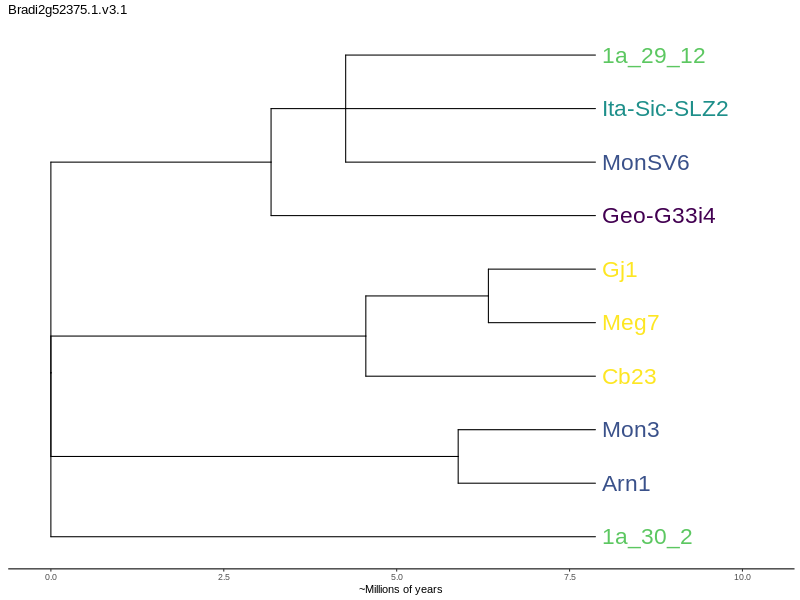 Bradi2g52375.1.v3.1
1a_29_12
Ita-Sic-SLZ2
MonSV6
Geo-G33i4
Gj1
Meg7
Cb23
Mon3
Arn1
1a_30_2
0.0 2.5 5.0 7.5 10.0
~Millions of years